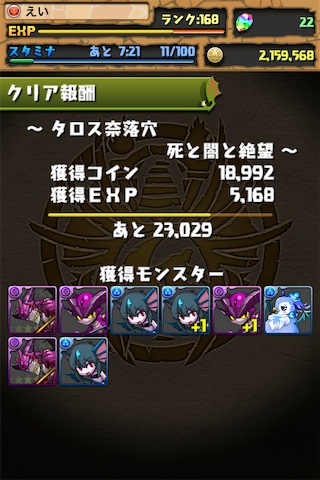 えい
ランク:168
22
EXP
スタミナ あと 7:21 11/100
2,159,568
クリア報酬
～ タロス奈落穴
死と闇と絶望 ～
獲得コイン 18,992
獲得EXP 5,168
あと 23,029
獲得モンスター
+1 +1